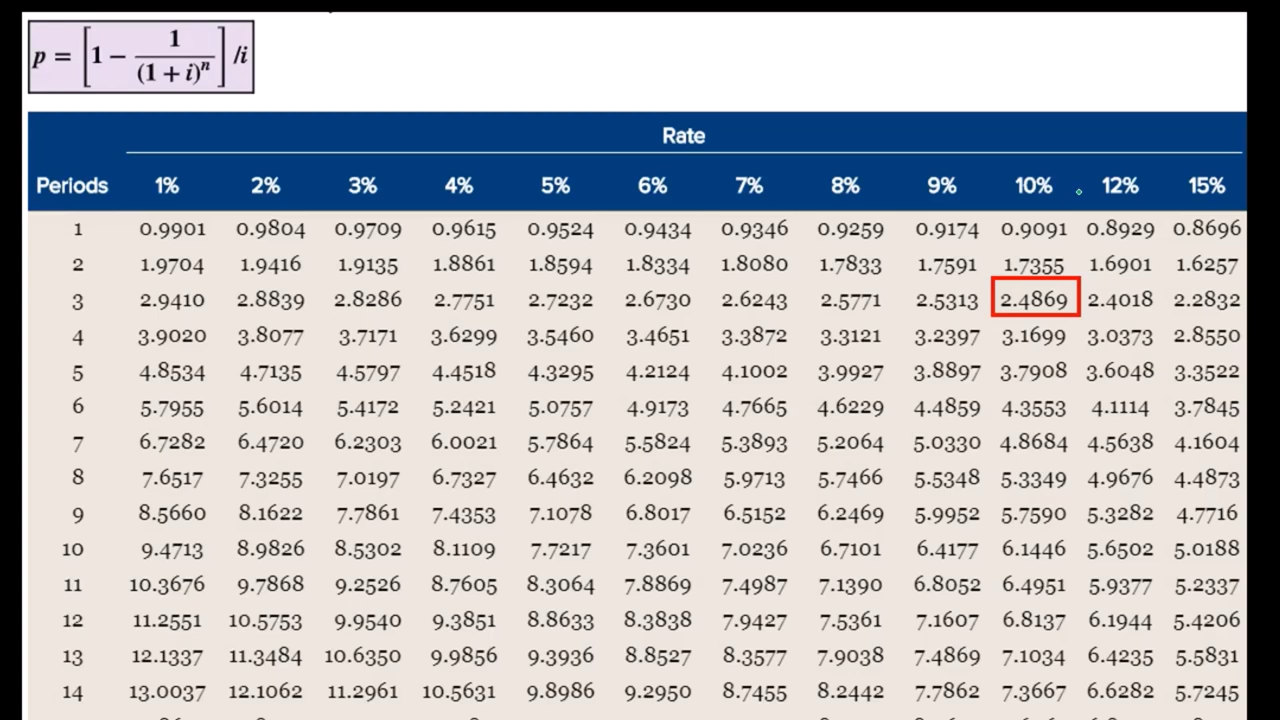 p = [1 − 1/(1 + i)ⁿ] /i
Rate
Periods 1% 2% 3% 4% 5% 6% 7% 8% 9% 10% 12% 15%
1 0.9901 0.9804 0.9709 0.9615 0.9524 0.9434 0.9346 0.9259 0.9174 0.9091 0.8929 0.8696
2 1.9704 1.9416 1.9135 1.8861 1.8594 1.8334 1.8080 1.7833 1.7591 1.7355 1.6901 1.6257
3 2.9410 2.8839 2.8286 2.7751 2.7232 2.6730 2.6243 2.5771 2.5313 2.4869 2.4018 2.2832
4 3.9020 3.8077 3.7171 3.6299 3.5460 3.4651 3.3872 3.3121 3.2397 3.1699 3.0373 2.8550
5 4.8534 4.7135 4.5797 4.4518 4.3295 4.2124 4.1002 3.9927 3.8897 3.7908 3.6048 3.3522
6 5.7955 5.6014 5.4172 5.2421 5.0757 4.9173 4.7665 4.6229 4.4859 4.3553 4.1114 3.7845
7 6.7282 6.4720 6.2303 6.0021 5.7864 5.5824 5.3893 5.2064 5.0330 4.8684 4.5638 4.1604
8 7.6517 7.3255 7.0197 6.7327 6.4632 6.2098 5.9713 5.7466 5.5348 5.3349 4.9676 4.4873
9 8.5660 8.1622 7.7861 7.4353 7.1078 6.8017 6.5152 6.2469 5.9952 5.7590 5.3282 4.7716
10 9.4713 8.9826 8.5302 8.1109 7.7217 7.3601 7.0236 6.7101 6.4177 6.1446 5.6502 5.0188
11 10.3676 9.7868 9.2526 8.7605 8.3064 7.8869 7.4987 7.1390 6.8052 6.4951 5.9377 5.2337
12 11.2551 10.5753 9.9540 9.3851 8.8633 8.3838 7.9427 7.5361 7.1607 6.8137 6.1944 5.4206
13 12.1337 11.3484 10.6350 9.9856 9.3936 8.8527 8.3577 7.9038 7.4869 7.1034 6.4235 5.5831
14 13.0037 12.1062 11.2961 10.5631 9.8986 9.2950 8.7455 8.2442 7.7862 7.3667 6.6282 5.7245